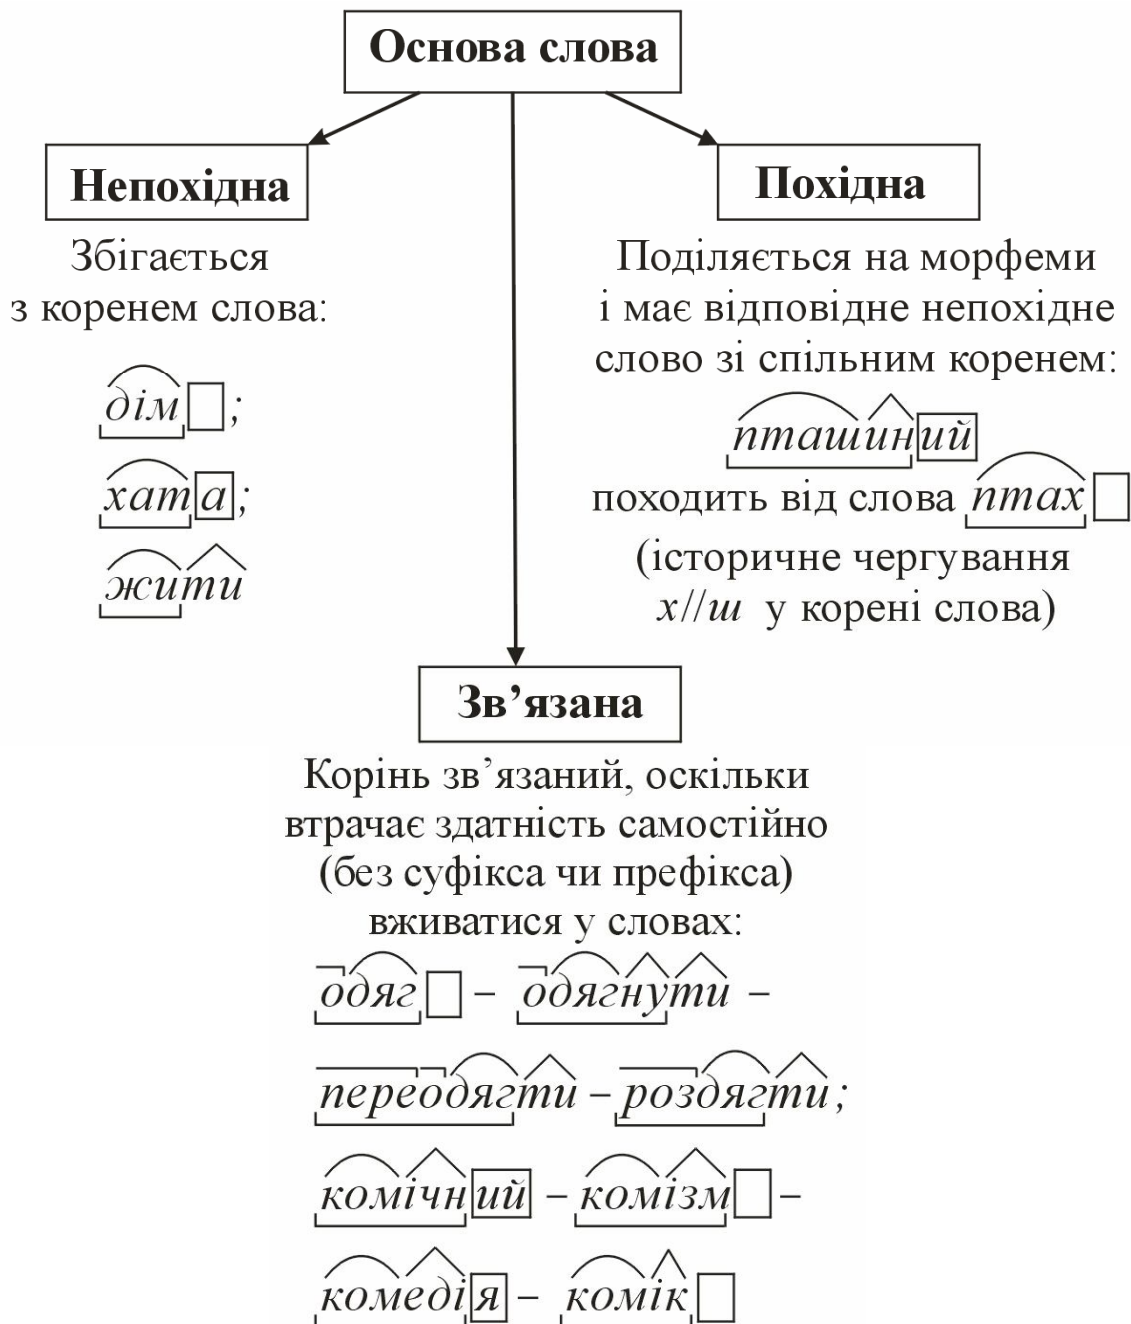 Основа слова
Непохідна
Збігається
з коренем слова:
дім;
хата;
жити
Похідна
Поділяється на морфеми
і має відповідне непохідне
слово зі спільним коренем:
пташиний
походить від слова птах
(історичне чергування
х//ш у корені слова)
Зв’язана
Корінь зв’язаний, оскільки
втрачає здатність самостійно
(без суфікса чи префікса)
вживатися у словах:
одяг – одягнути –
переодягти – роздягти;
комічний – комізм –
комедія – комік